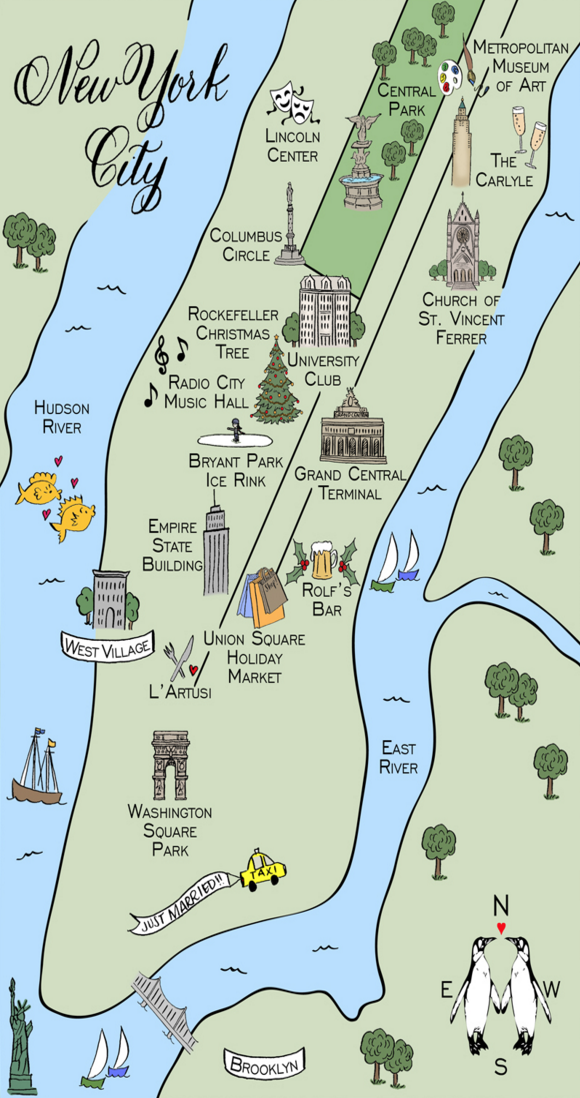 New York
City
Metropolitan
Museum
of Art
Central
Park
Lincoln
Center
The
Carlyle
Columbus
Circle
Church of
St. Vincent
Ferrer
Rockefeller
Christmas
Tree
University
Club
Radio City
Music Hall
Hudson
River
Bryant Park
Ice Rink
Grand Central
Terminal
Empire
State
Building
Rolf's
Bar
West Village
Union Square
Holiday
Market
L'Artusi
East
River
Washington
Square
Park
TAXI
JUST MARRIED!!
N
E W
S
Brooklyn